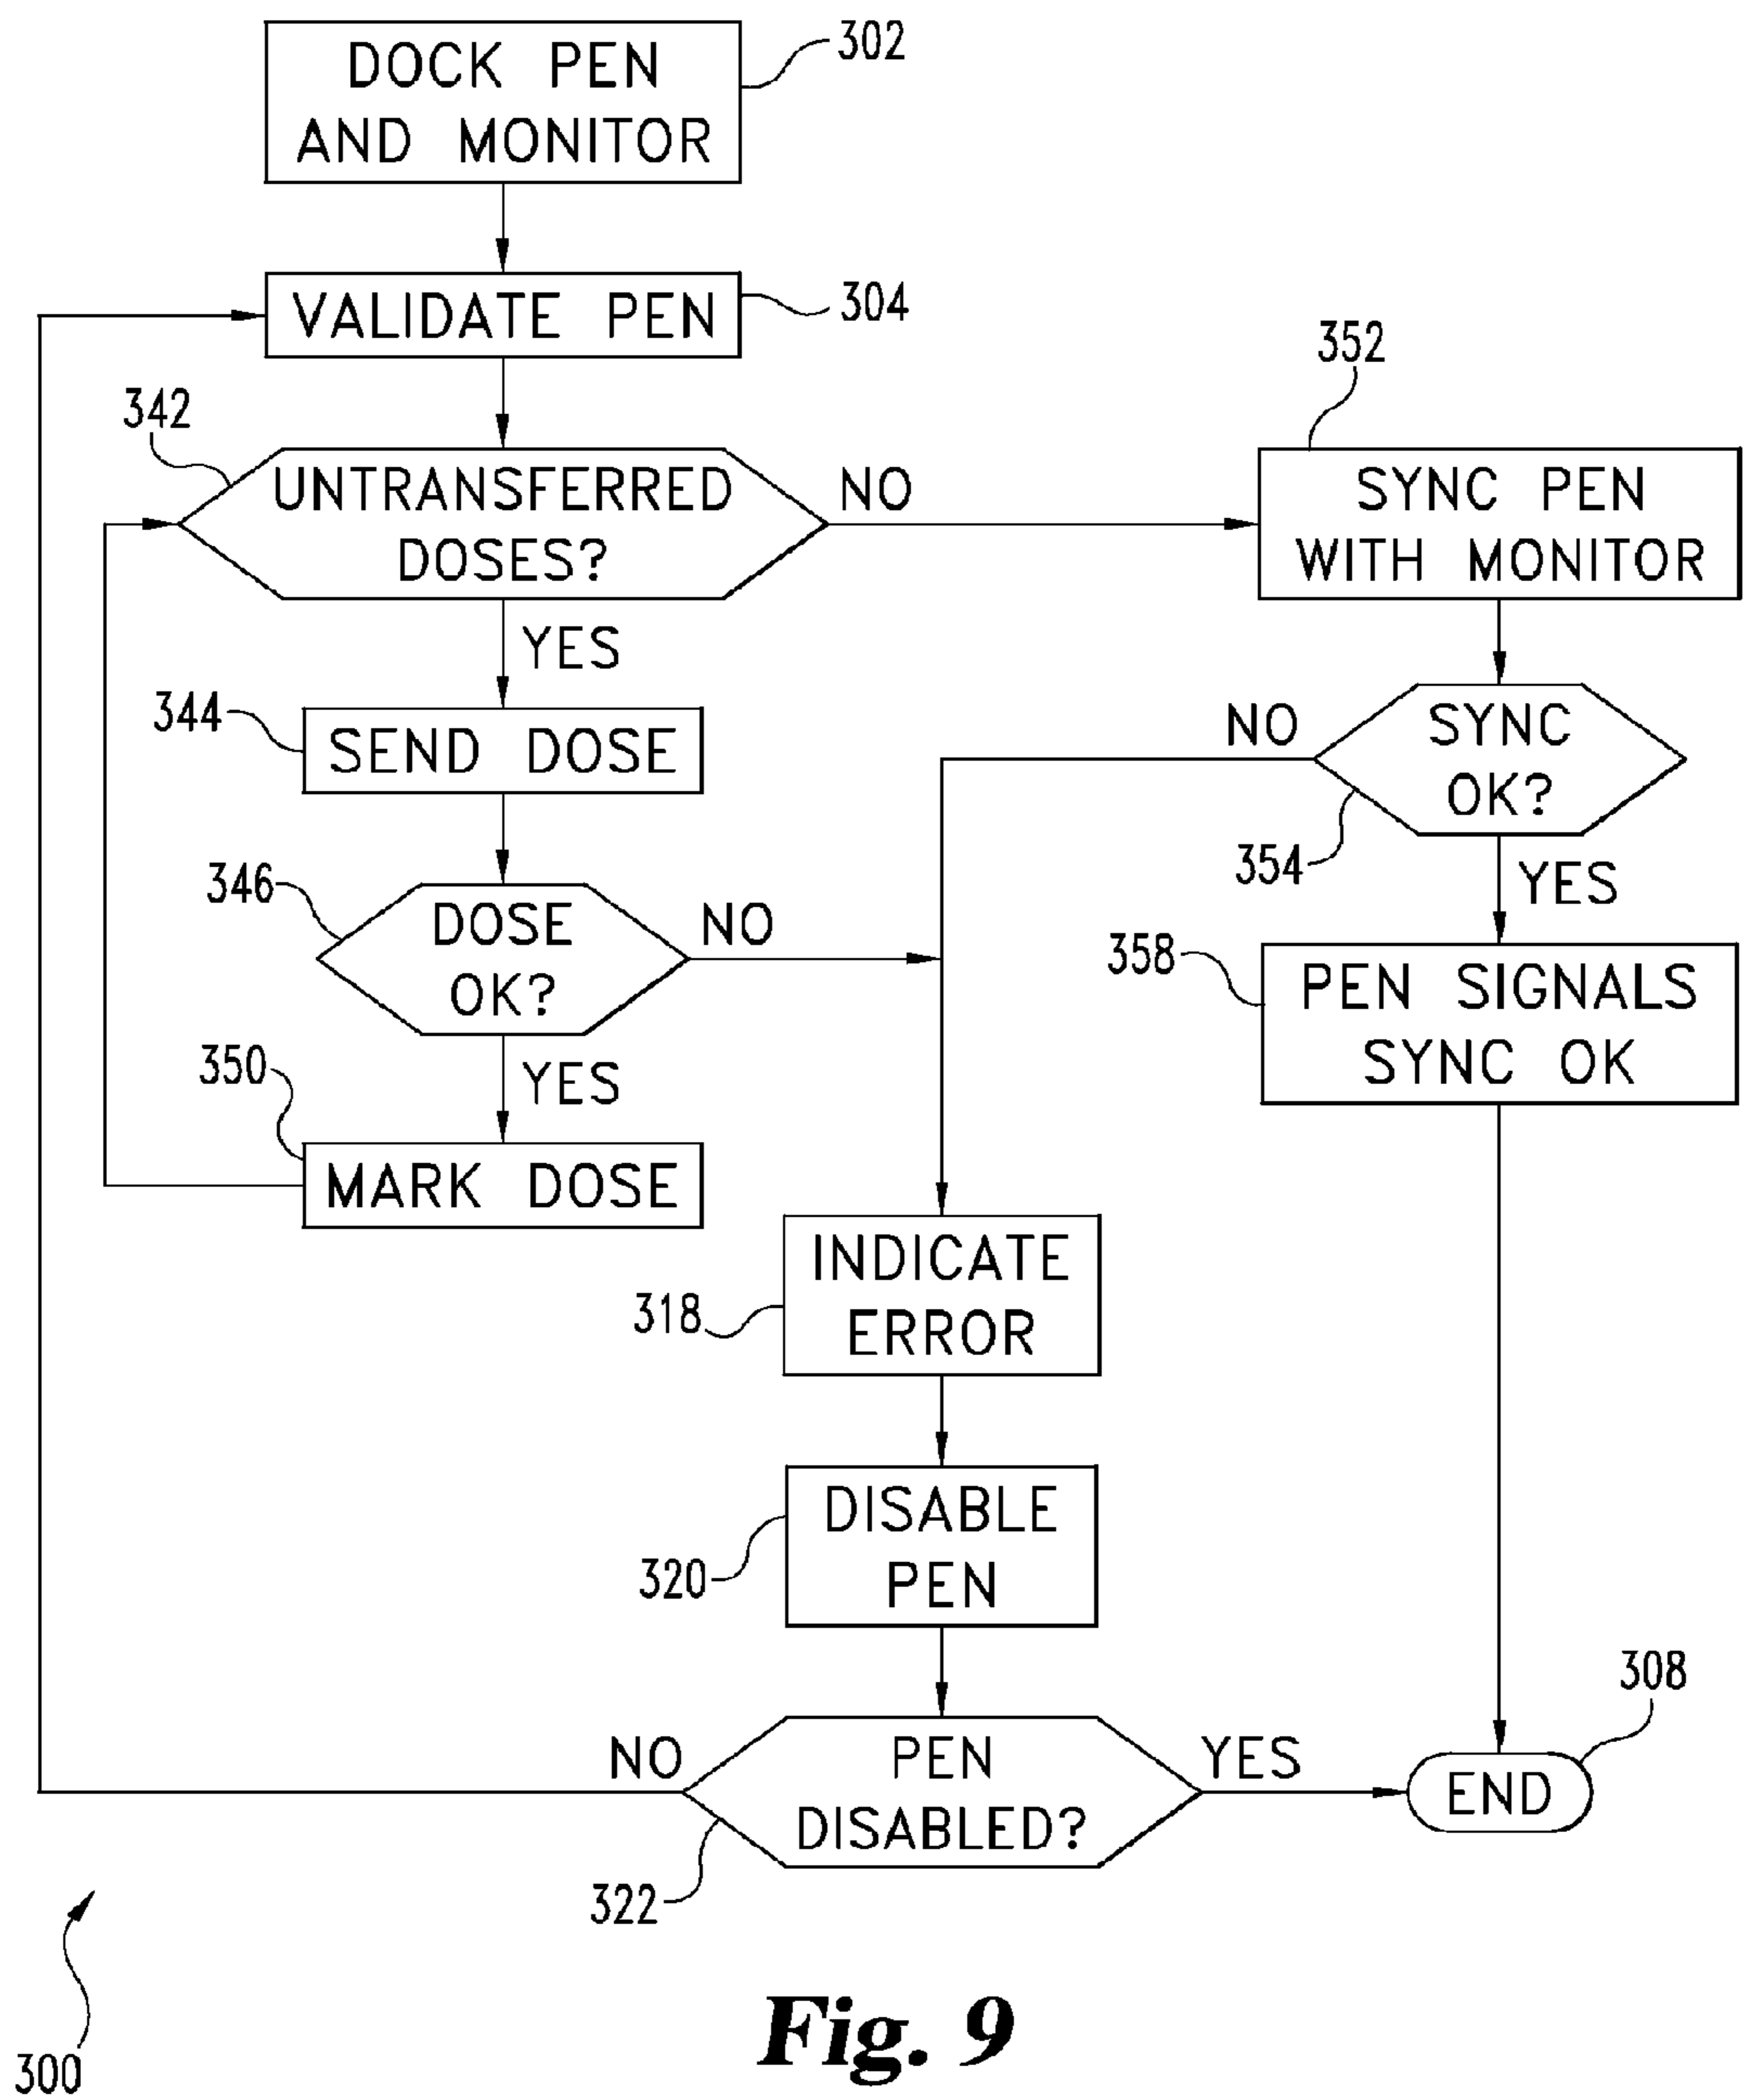 DOCK PEN
AND MONITOR
302
VALIDATE PEN
304
342
UNTRANSFERRED
DOSES?
NO
YES
352
SYNC PEN
WITH MONITOR
344
SEND DOSE
NO
SYNC
OK?
354
YES
346
DOSE
OK?
NO
YES
358
PEN SIGNALS
SYNC OK
350
MARK DOSE
INDICATE
ERROR
318
DISABLE
PEN
320
308
NO
PEN
DISABLED?
YES
END
322
300
Fig. 9